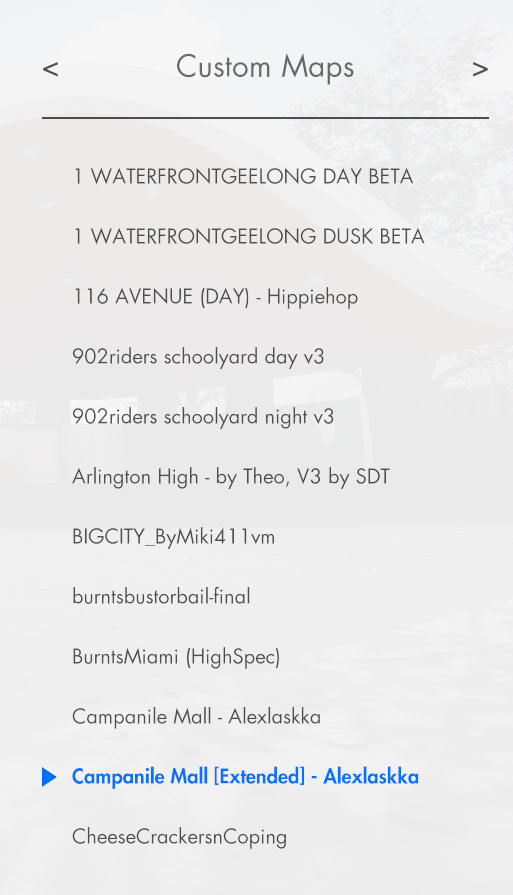 < Custom Maps >
1 WATERFRONTGEELONG DAY BETA
1 WATERFRONTGEELONG DUSK BETA
116 AVENUE (DAY) - Hippiehop
902riders schoolyard day v3
902riders schoolyard night v3
Arlington High - by Theo, V3 by SDT
BIGCITY_ByMiki411vm
burntsbustorbail-final
BurntsMiami (HighSpec)
Campanile Mall - Alexlaskka
Campanile Mall [Extended] - Alexlaskka
CheeseCrackersnCoping